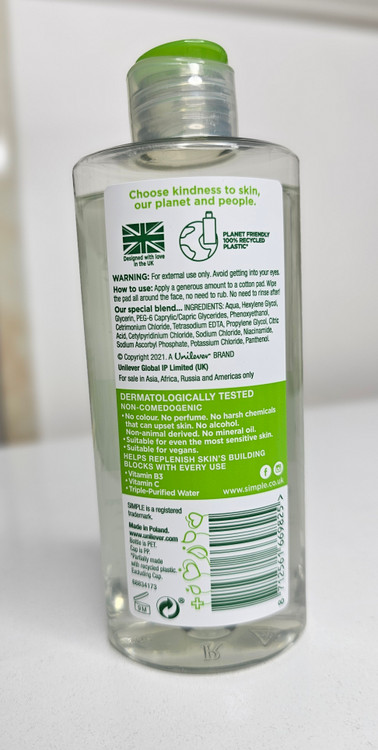 Choose kindness to skin,
our planet and people.
Designed with love
in the UK
PLANET FRIENDLY
100% RECYCLED
PLASTIC*
WARNING: For external use only. Avoid getting into your eyes.
How to use: Apply a generous amount to a cotton pad. Wipe
the pad all around the face, no need to rub. No need to rinse after!
Our special blend... INGREDIENTS: Aqua, Hexylene Glycol,
Glycerin, PEG-6 Caprylic/Capric Glycerides, Phenoxyethanol,
Cetrimonium Chloride, Tetrasodium EDTA, Propylene Glycol, Citric
Acid, Cetylpyridinium Chloride, Sodium Chloride, Niacinamide,
Sodium Ascorbyl Phosphate, Potassium Chloride, Panthenol.
© Copyright 2021. A Unilever BRAND
Unilever Global IP Limited (UK)
For sale in Asia, Africa, Russia and Americas only
DERMATOLOGICALLY TESTED
NON-COMEDOGENIC
• No colour. No perfume. No harsh chemicals
that can upset skin. No alcohol.
Non-animal derived. No mineral oil.
• Suitable for even the most sensitive skin.
• Suitable for vegans.
HELPS REPLENISH SKIN'S BUILDING
BLOCKS WITH EVERY USE
• Vitamin B3
• Vitamin C
• Triple-Purified Water
www.simple.co.uk
SIMPLE is a registered
trademark.
Made in Poland.
www.unilever.com
Bottle is PET.
Cap is PP.
*Partially made
with recycled plastic.
Excluding Cap.
66834173
8 712561 669825 >